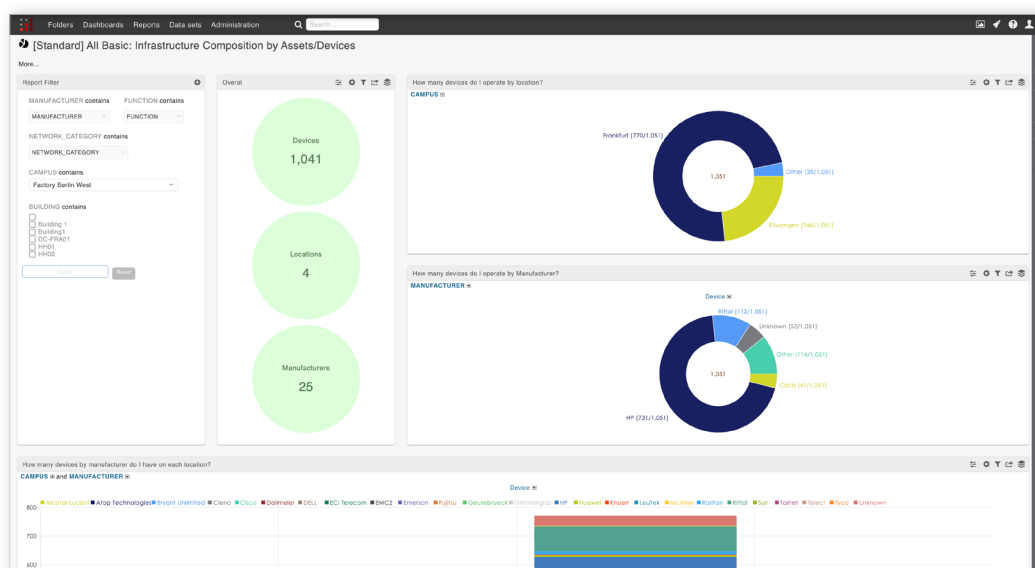 Folders Dashboards Reports Data sets Administration Search...
[Standard] All Basic: Infrastructure Composition by Assets/Devices
More...
Report Filter
MANUFACTURER contains FUNCTION contains
MANUFACTURER FUNCTION
NETWORK_CATEGORY contains
NETWORK_CATEGORY
CAMPUS contains
Factory Berlin West
BUILDING contains
Building 1
Building1
DC-FRA01
HH01
HH02
Reset
Overal
Devices
1,041
Locations
4
Manufacturers
25
How many devices do I operate by location?
CAMPUS
Frankfurt (770/1,051)
Other (35/1,051)
1,051
Ellwangen (246/1,051)
How many devices do I operate by Manufacturer?
MANUFACTURER
Device
Rittal (112/1,051)
Unknown (53/1,051)
Other (114/1,051)
1,051
Cisco (41/1,051)
HP (731/1,051)
How many devices by manufacturer do I have on each location?
CAMPUS and MANUFACTURER
Device
Alcatel-Lucent Atop Technologies Bryant Unlimited Ciena Cisco Dallmeier DELL ECI Telecom EMC2 Emerson Fujitsu Geutebrueck Glimmerglass HP Huawei Knuerr Leutek McAfee Raritan Rittal Sun Tainet Telect Tyco Unknown
800
700
600